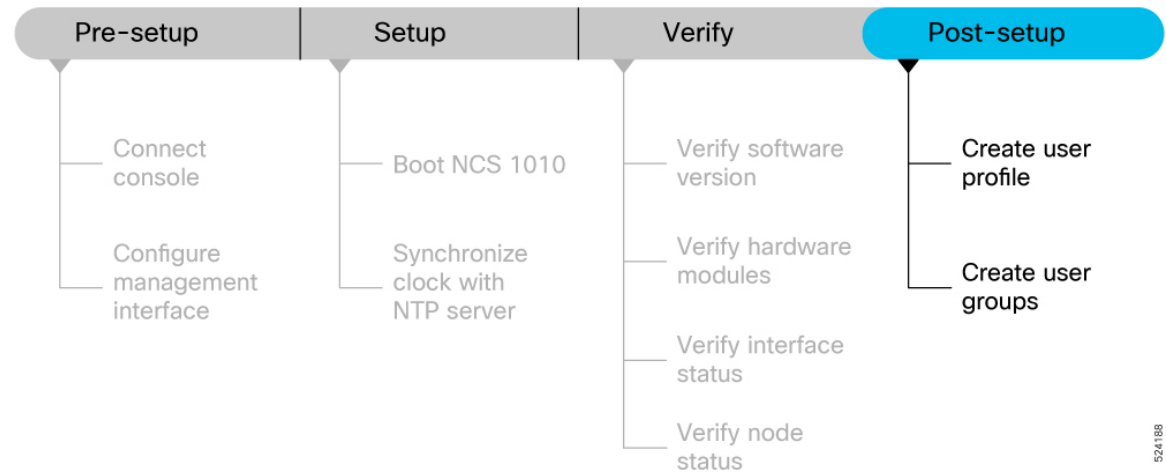 Pre-setup
Setup
Verify
Post-setup
Connect
console
Configure
management
interface
Boot NCS 1010
Synchronize
clock with
NTP server
Verify software
version
Verify hardware
modules
Verify interface
status
Verify node
status
Create user
profile
Create user
groups
524188